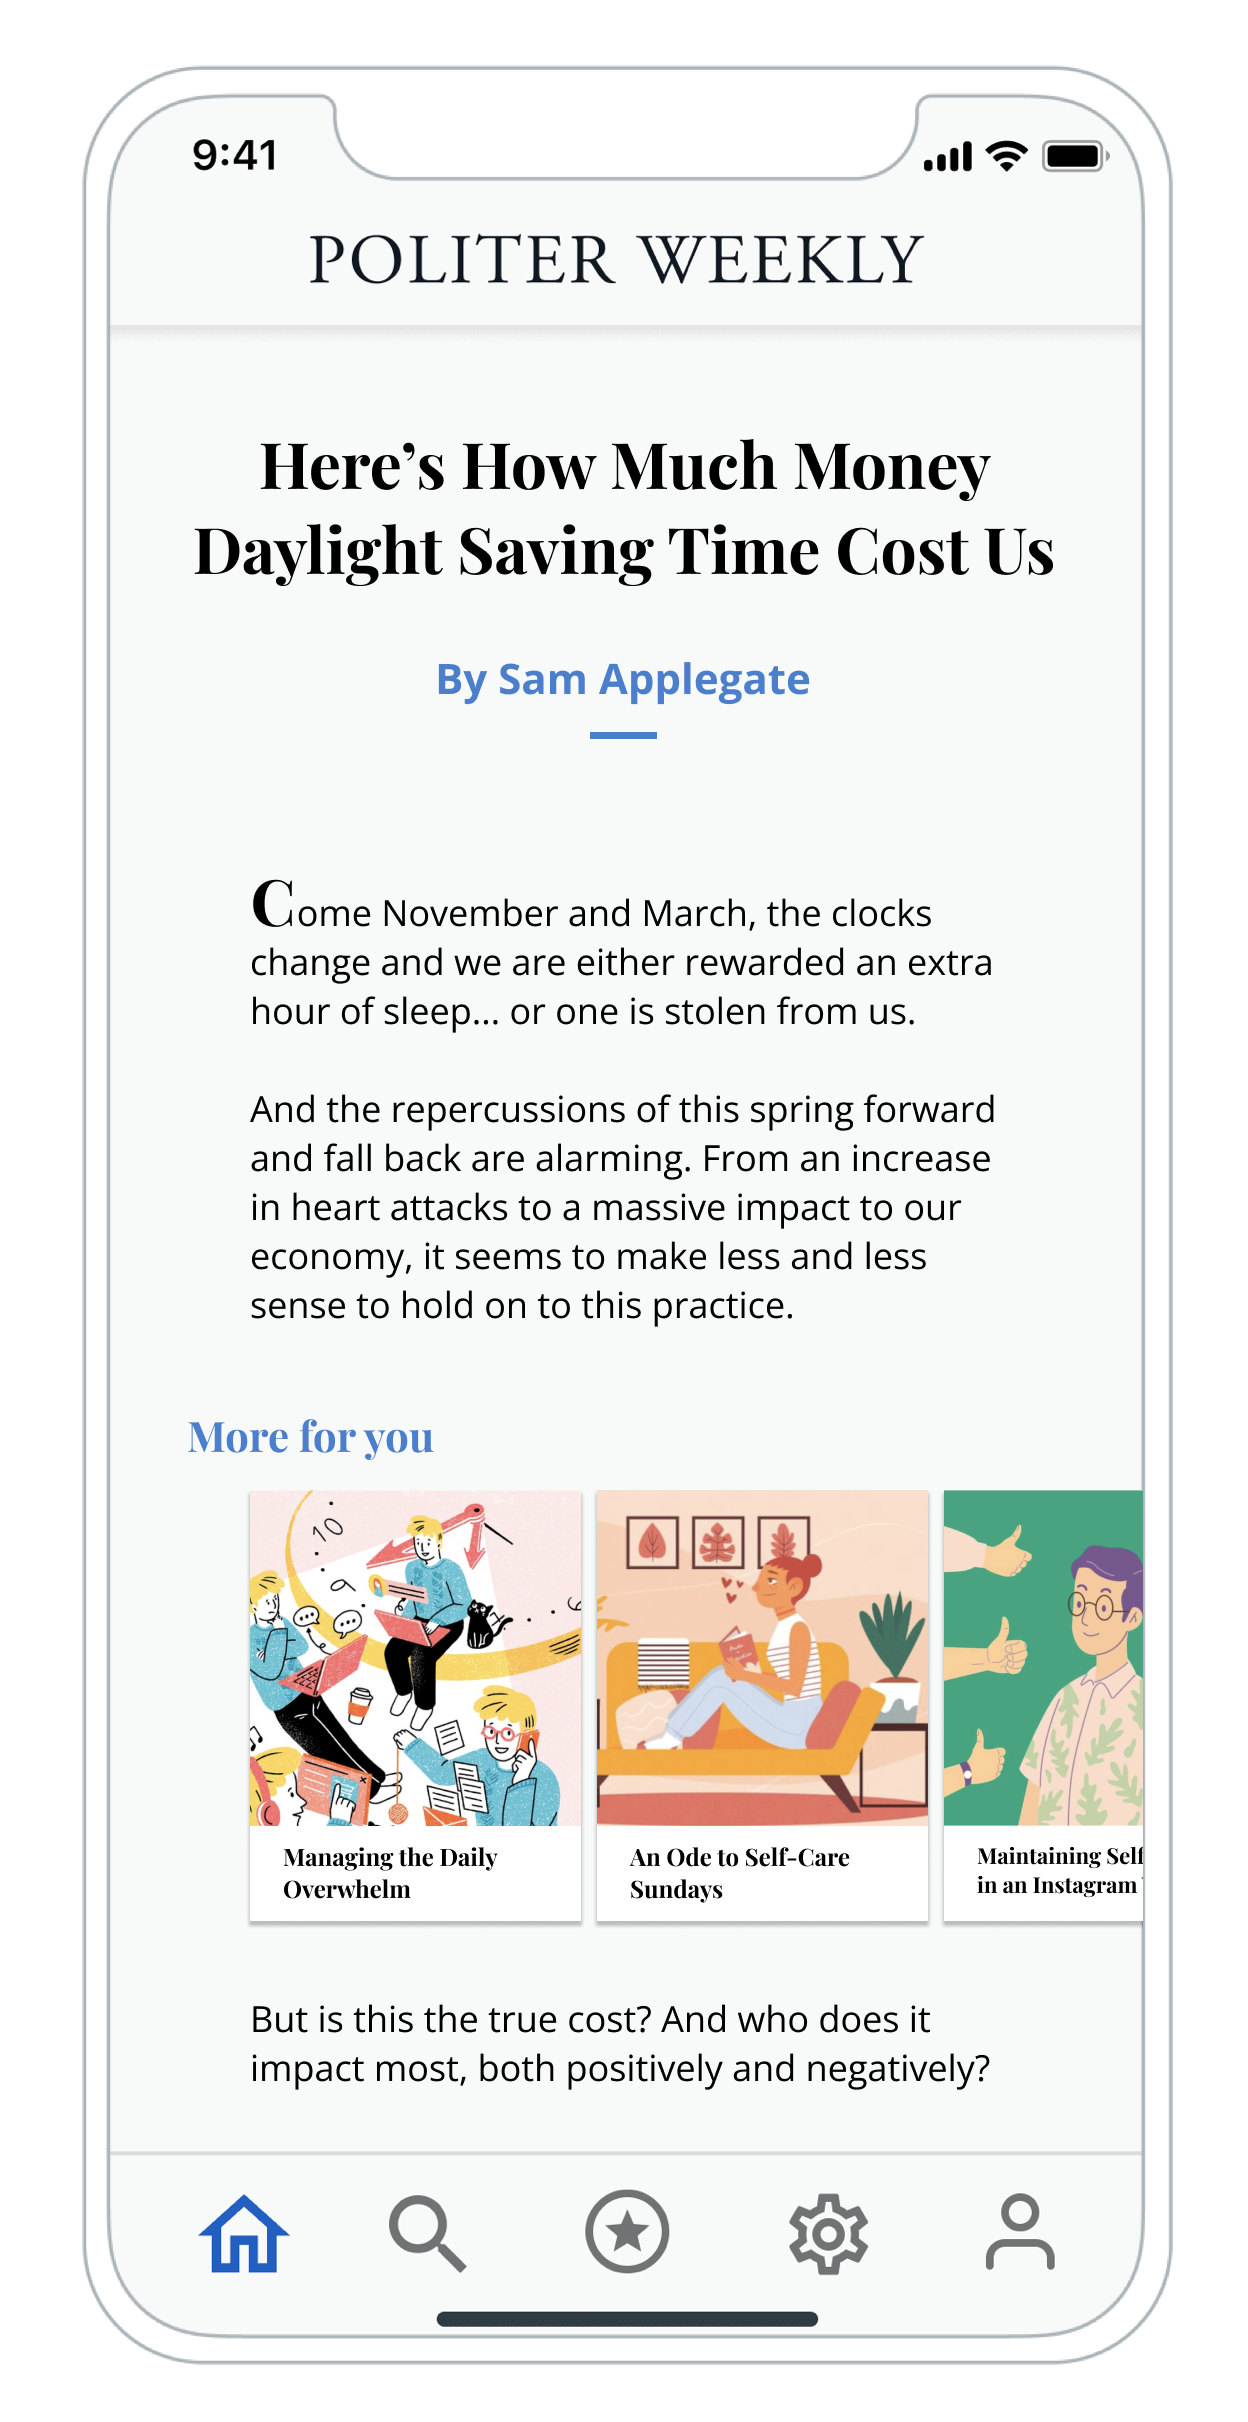 9:41
POLITER WEEKLY
Here’s How Much Money
Daylight Saving Time Cost Us
By Sam Applegate
Come November and March, the clocks
change and we are either rewarded an extra
hour of sleep... or one is stolen from us.
And the repercussions of this spring forward
and fall back are alarming. From an increase
in heart attacks to a massive impact to our
economy, it seems to make less and less
sense to hold on to this practice.
More for you
10
9
Managing the Daily
Overwhelm
An Ode to Self-Care
Sundays
Maintaining Self
in an Instagram
But is this the true cost? And who does it
impact most, both positively and negatively?